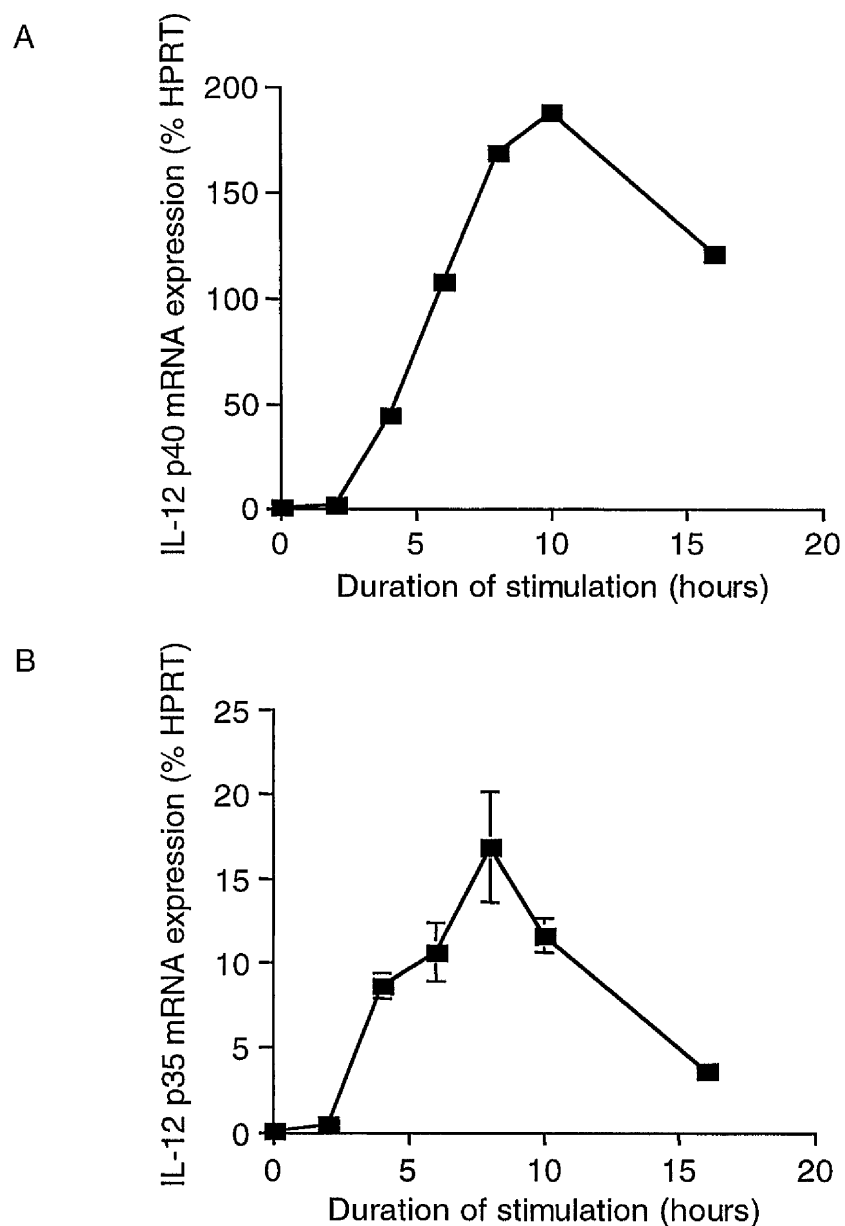 A
IL-12 p40 mRNA expression (% HPRT)
200
150
100
50
0
0 5 10 15 20
Duration of stimulation (hours)
B
IL-12 p35 mRNA expression (% HPRT)
25
20
15
10
5
0
0 5 10 15 20
Duration of stimulation (hours)